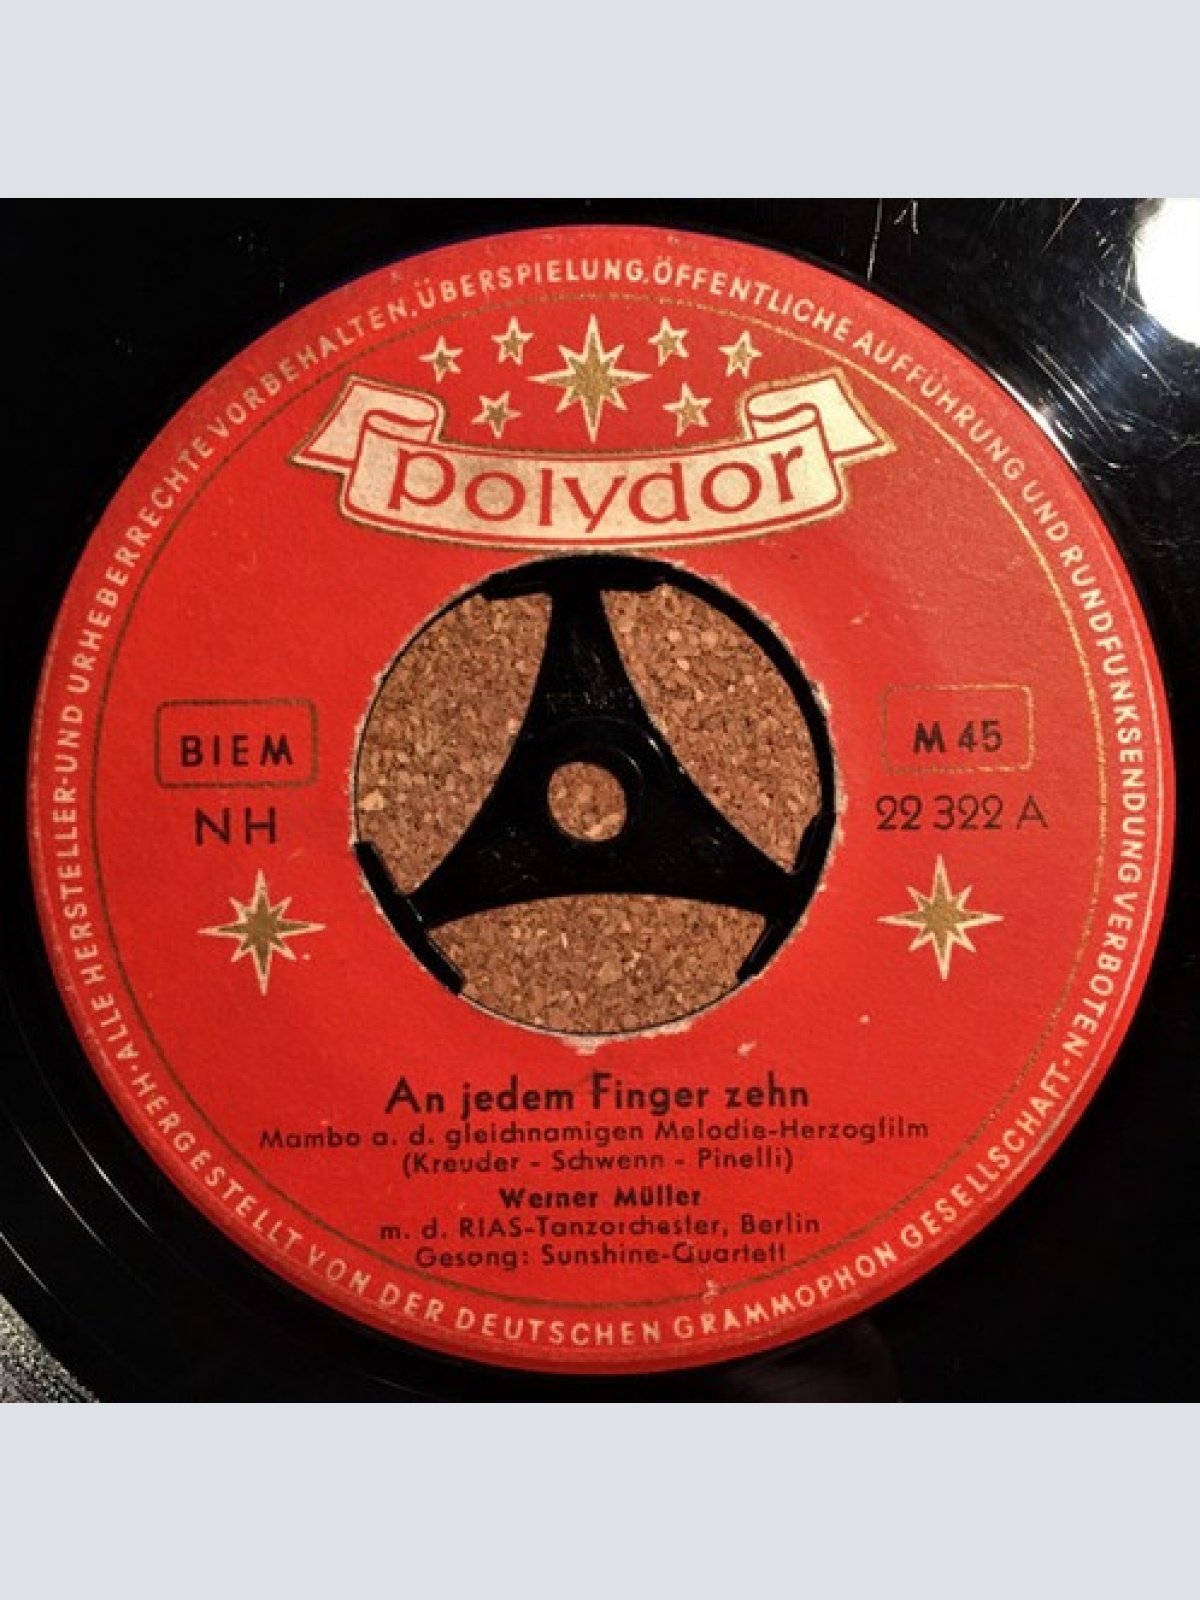 polydor
BIEM
NH
M 45
22 322 A
An jedem Finger zehn
Mambo a. d. gleichnamigen Melodie-Herzogfilm
(Kreuder - Schwenn - Pinelli)
Werner Müller
m. d. RIAS-Tanzorchester, Berlin
Gesang: Sunshine-Quartett
·ALLE HERSTELLER-UND URHEBERRECHTE VORBEHALTEN,ÜBERSPIELUNG,ÖFFENTLICHE AUFFÜHRUNG UND RUNDFUNKSENDUNG VERBOTEN·
HERGESTELLT VON DER DEUTSCHEN GRAMMOPHON GESELLSCHAFT·